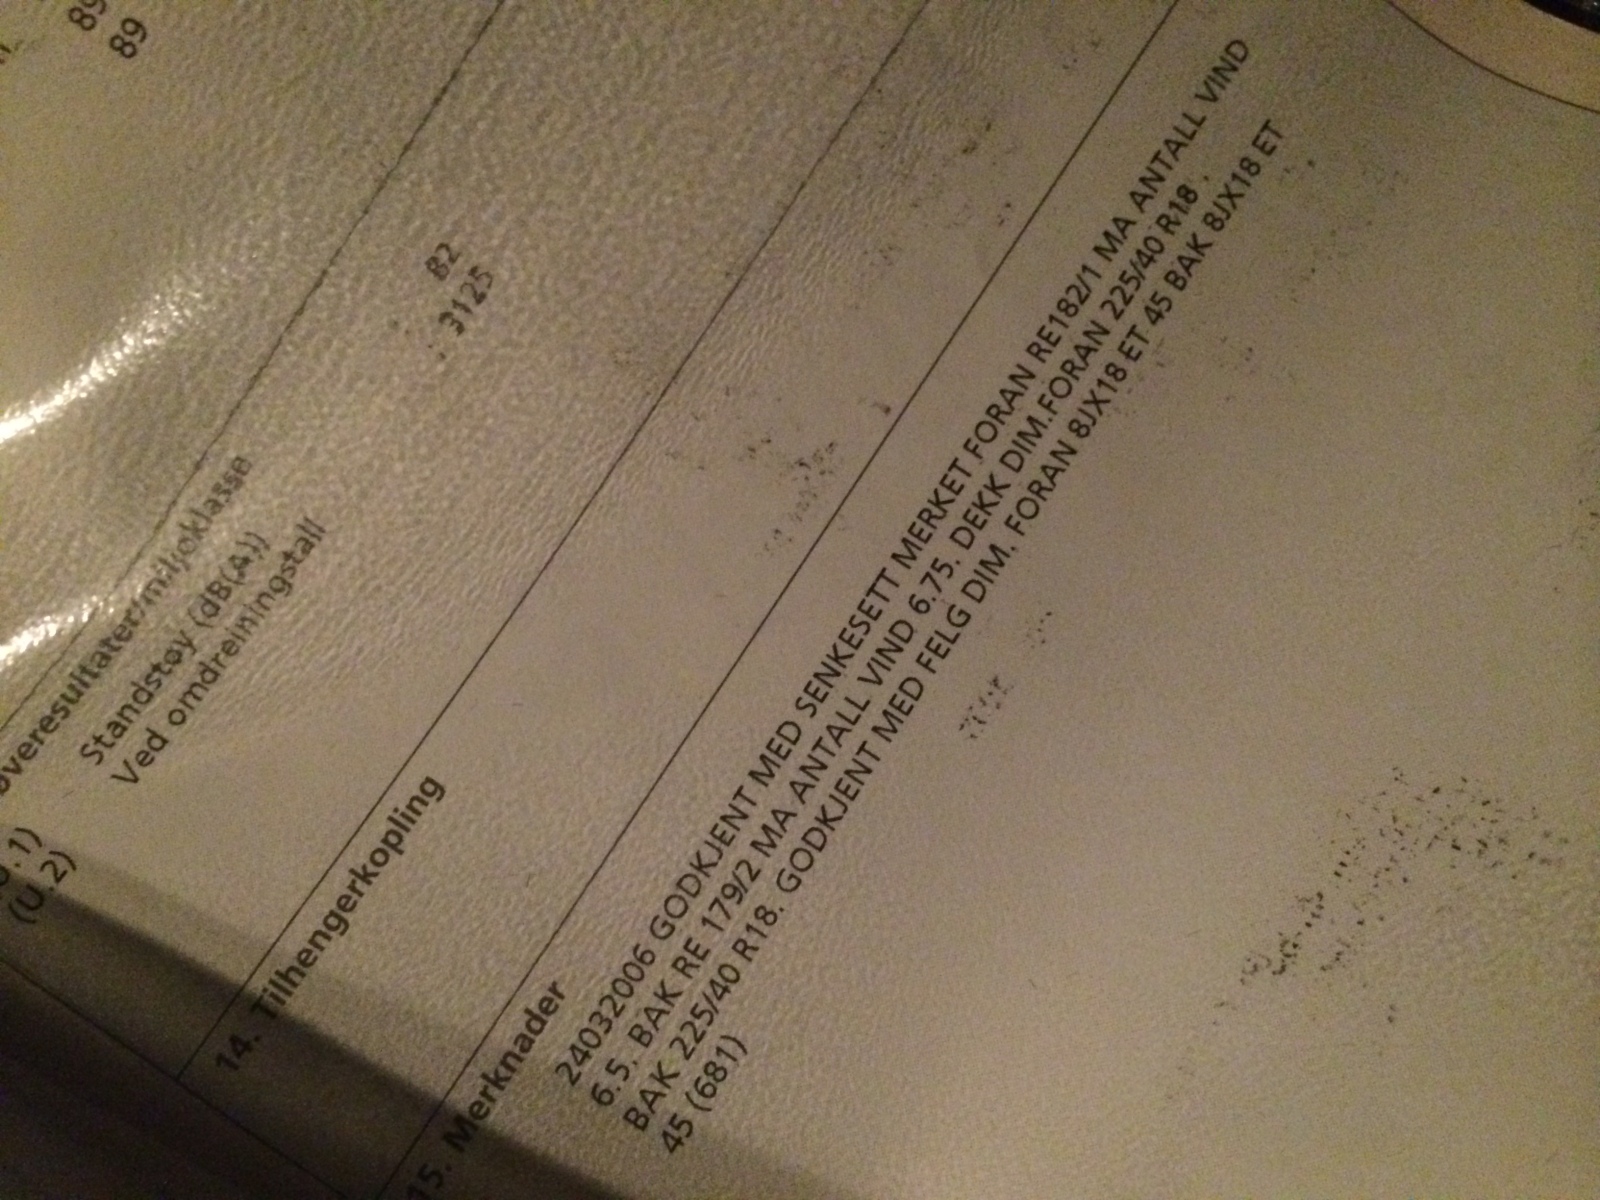 89
89
øveresultater/miljøklasse
(U.1)
Standstøy (dB(A)) 82
(U.2)
Ved omdreiningstall 3125
14. Tilhengerkopling
15. Merknader
24032006 GODKJENT MED SENKESETT MERKET FORAN RE182/1 MA ANTALL VIND
6.5. BAK RE 179/2 MA ANTALL VIND 6.75. DEKK DIM.FORAN 225/40 R18 .
BAK 225/40 R18. GODKJENT MED FELG DIM. FORAN 8JX18 ET 45 BAK 8JX18 ET
45 (681)